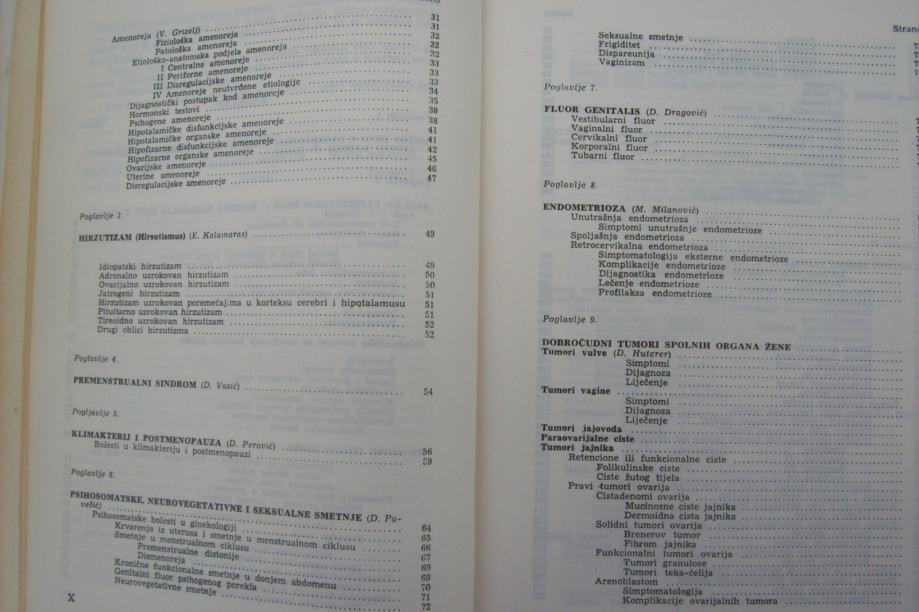 31
Amenoreja (V. Grizelj) 31
Fiziološka amenoreja 32
Patološka amenoreja 32
Etiološko-anatomska podjela amenoreja 32
I Centralne amenoreje 33
II Periferne amenoreje 33
III Disregulacijske amenoreje 33
IV Amenoreje neutvrđene etiologije 34
Dijagnostički postupak kod amenoreje 35
Hormonski testovi 38
Psihogene amenoreje 38
Hipotalamičke disfunkcijske amenoreje 41
Hipotalamičke organske amenoreje 41
Hipofizarne disfunkcijske amenoreje 42
Hipofizarne organske amenoreje 45
Ovarijske amenoreje 46
Uterine amenoreje 47
Disregulacijske amenoreje
Poglavlje 3.
HIRZUTIZAM (Hirsutismus) (E. Kalamaras) 49
Idiopatski hirzutizam 49
Adrenalno uzrokovan hirzutizam 50
Ovarijalno uzrokovan hirzutizam 50
Jatrogeni hirzutizam 51
Hirzutizam uzrokovan poremećajima u korteksu cerebri i hipotalamusu 51
Pituitarno uzrokovan hirzutizam 51
Tireoidno uzrokovan hirzutizam 52
Drugi oblici hirzutizma 52
Poglavlje 4.
PREMENSTRUALNI SINDROM (D. Vasić) 54
Poglavlje 5.
KLIMAKTERIJ I POSTMENOPAUZA (D. Perović) 56
Bolesti u klimakteriju i postmenopauzi 59
Poglavlje 6.
PSIHOSOMATSKE, NEUROVEGETATIVNE I SEKSUALNE SMETNJE (D. Pa-
velić) 64
Psihosomatske bolesti u ginekologiji 65
Krvarenja iz uterusa i smetnje u menstrualnom ciklusu 66
Smetnje u menstrualnom ciklusu 67
Premenstrualne distonije 69
Dismenoreja 69
Kronične funkcionalne smetnje u donjem abdomenu 70
Genitalni fluor psihogenog porekla 71
Neurovegetativne smetnje 72
X
Stran
Seksualne smetnje 7
Frigiditet 7
Dispareunija 7
Vaginizam
Poglavlje 7.
FLUOR GENITALIS (D. Dragović)
Vestibularni fluor
Vaginalni fluor
Cervikalni fluor
Korporalni fluor
Tubarni fluor
Poglavlje 8.
ENDOMETRIOZA (M. Milanović)
Unutrašnja endometrioza
Simptomi unutrašnje endometrioze
Spoljašnja endometrioza
Retrocervikalna endometrioza
Simptomatologija eksterne endometrioze
Komplikacije endometrioze
Dijagnostika endometrioze
Lečenje endometrioze
Profilaksa endometrioze
Poglavlje 9.
DOBROĆUDNI TUMORI SPOLNIH ORGANA ŽENE
Tumori vulve (D. Huterer)
Simptomi
Dijagnoza
Liječenje
Tumori vagine
Simptomi
Dijagnoza
Liječenje
Tumori jajovoda
Paraovarijalne ciste
Tumori jajnika
Retencione ili funkcionalne ciste
Folikulinske ciste
Ciste žutog tijela
Pravi tumori ovarija
Cistadenomi ovarija
Mucinozne ciste jajnika
Dermoidna cista jajnika
Solidni tumori ovarija
Brenerov tumor
Fibrom jajnika
Funkcionalni tumori ovarija
Tumori granuloze
Tumori teka-ćelija
Arenoblastom
Simptomatologija
Komplikacije ovarijalnih tumora